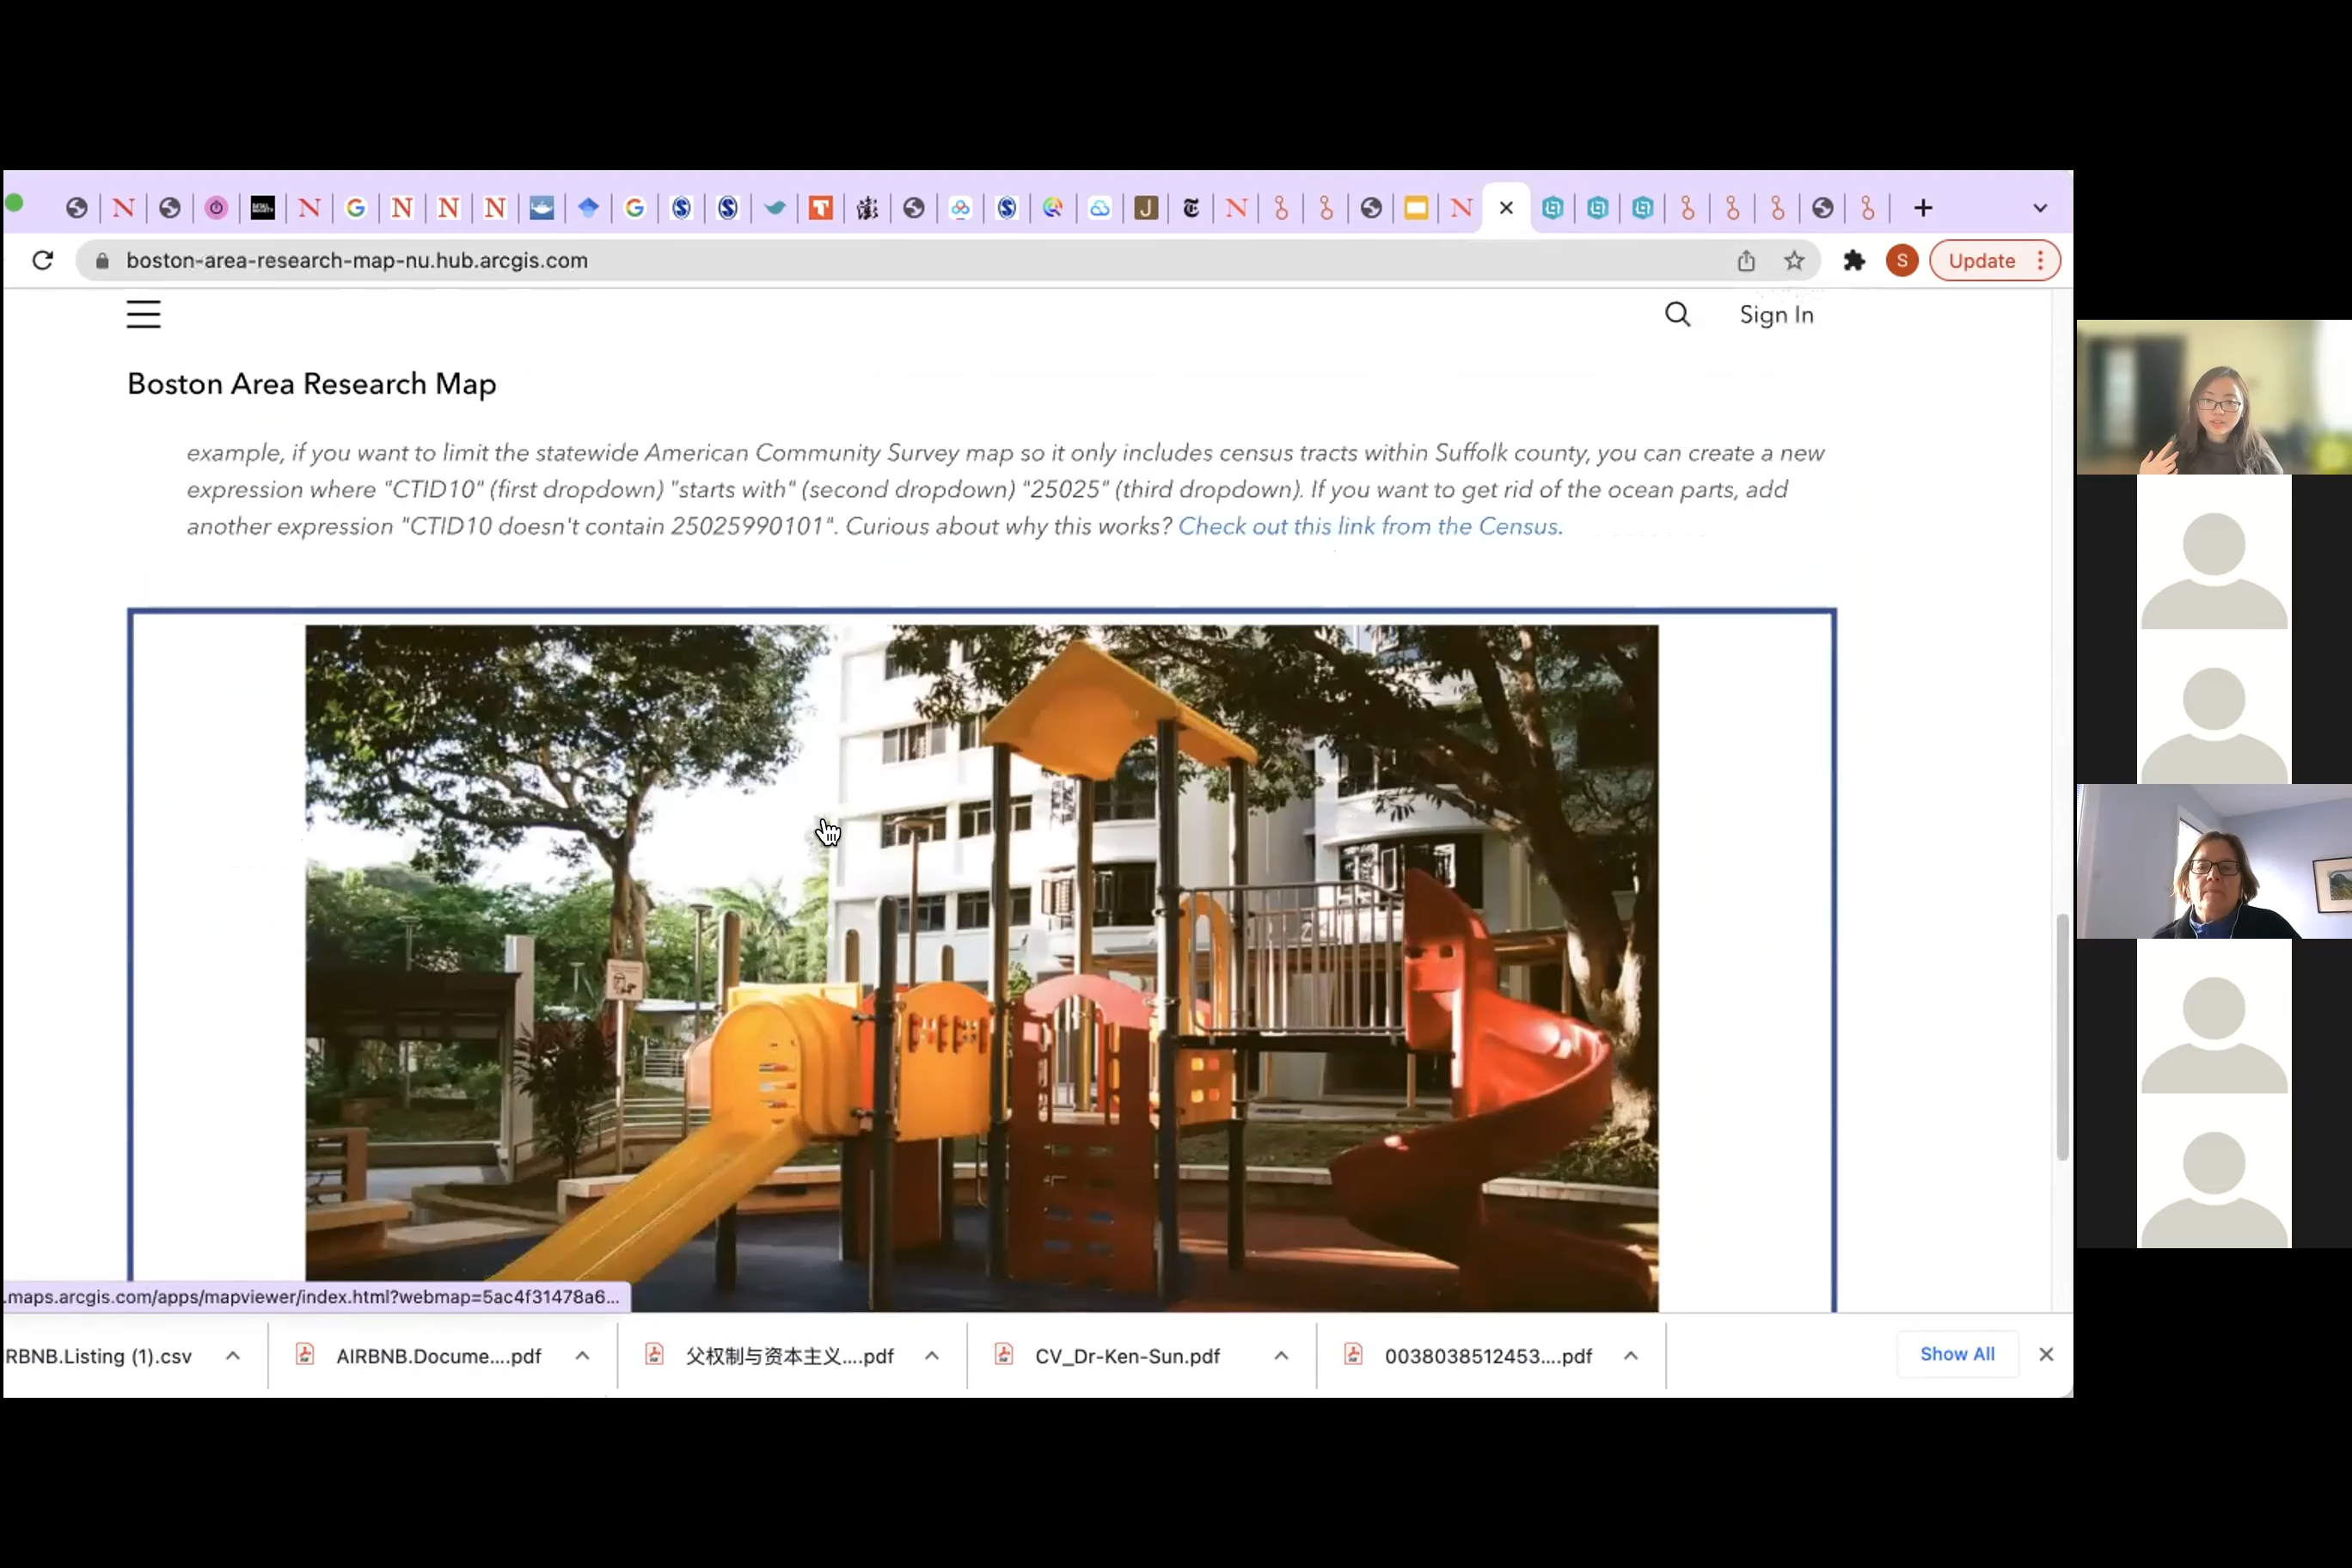 boston-area-research-map-nu.hub.arcgis.com
S
Update
Sign In
Boston Area Research Map
example, if you want to limit the statewide American Community Survey map so it only includes census tracts within Suffolk county, you can create a new
expression where "CTID10" (first dropdown) "starts with" (second dropdown) "25025" (third dropdown). If you want to get rid of the ocean parts, add
another expression "CTID10 doesn't contain 25025990101". Curious about why this works? Check out this link from the Census.
.maps.arcgis.com/apps/mapviewer/index.html?webmap=5ac4f31478a6...
RBNB.Listing (1).csv
AIRBNB.Docume....pdf
父权制与资本主义....pdf
CV_Dr-Ken-Sun.pdf
0038038512453....pdf
Show All